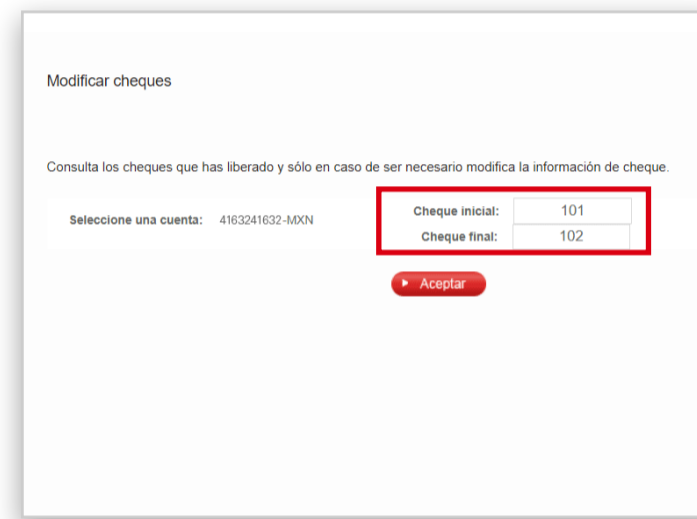 Modificar cheques
Consulta los cheques que has liberado y sólo en caso de ser necesario modifica la información de cheque.
Seleccione una cuenta: 4163241632-MXN
Cheque inicial: 101
Cheque final: 102
Aceptar